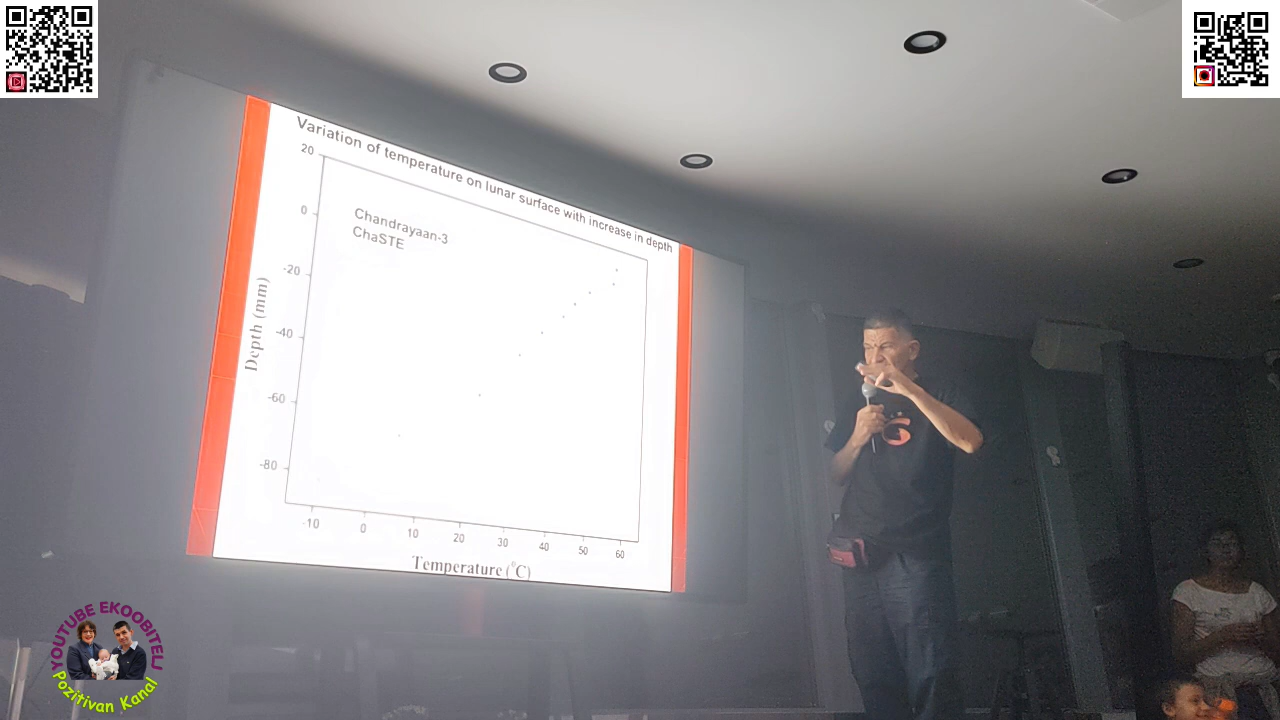 Variation of temperature on lunar surface with increase in depth
20
0
-20
-40
-60
-80
Chandrayaan-3
ChaSTE
Depth (mm)
-10
0
10
20
30
40
50
60
Temperature (°C)
YOUTUBE EKOOBITELJ
Pozitivan Kanal